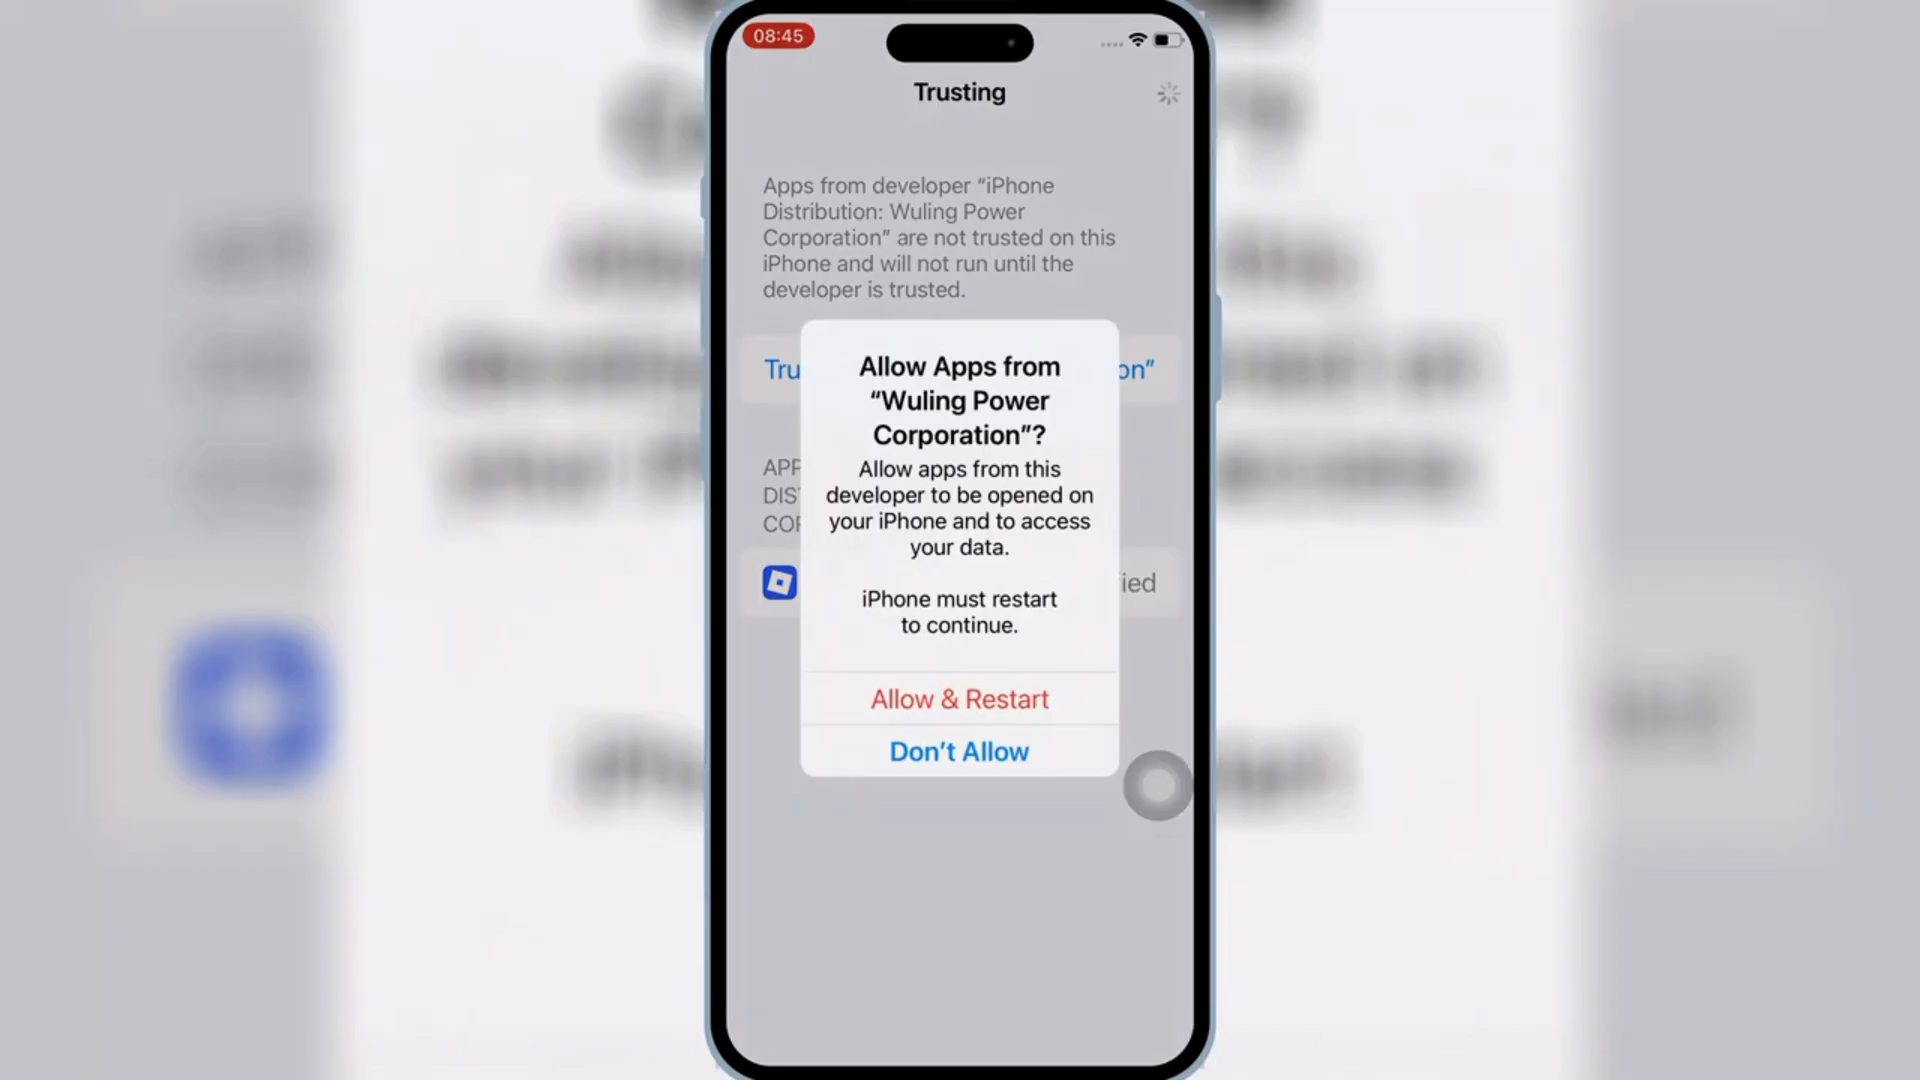 08:45
Trusting
Apps from developer “iPhone
Distribution: Wuling Power
Corporation” are not trusted on this
iPhone and will not run until the
developer is trusted.
Tru on”
Allow Apps from
“Wuling Power
Corporation”?
Allow apps from this
developer to be opened on
your iPhone and to access
your data.
iPhone must restart
to continue.
APP
DIS
COR
ied
Allow & Restart
Don’t Allow